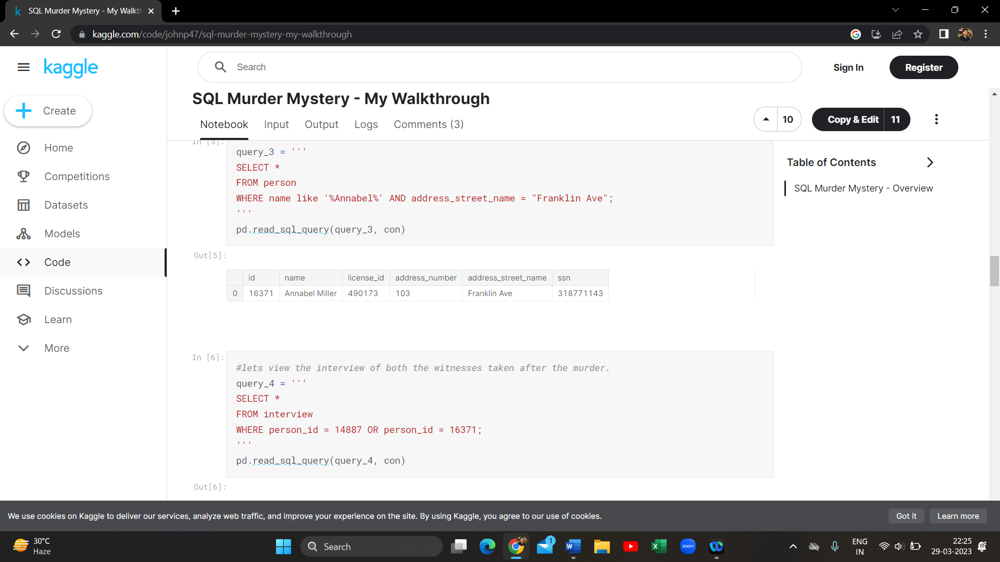 SQL Murder Mystery - My Walkth
kaggle.com/code/johnp47/sql-murder-mystery-my-walkthrough
kaggle
Search
Sign In
Register
Create
Home
Competitions
Datasets
Models
Code
Discussions
Learn
More
SQL Murder Mystery - My Walkthrough
Notebook Input Output Logs Comments (3)
10
Copy & Edit 11
In [5]:
query_3 = '''
SELECT *
FROM person
WHERE name like '%Annabel%' AND address_street_name = "Franklin Ave";
'''
pd.read_sql_query(query_3, con)
Out[5]:
id name license_id address_number address_street_name ssn
0 16371 Annabel Miller 490173 103 Franklin Ave 318771143
In [6]:
#lets view the interview of both the witnesses taken after the murder.
query_4 = '''
SELECT *
FROM interview
WHERE person_id = 14887 OR person_id = 16371;
'''
pd.read_sql_query(query_4, con)
Out[6]:
Table of Contents
SQL Murder Mystery - Overview
We use cookies on Kaggle to deliver our services, analyze web traffic, and improve your experience on the site. By using Kaggle, you agree to our use of cookies.
Got it
Learn more
30°C
Haze
Search
1
zoom
ENG
IN
22:25
29-03-2023